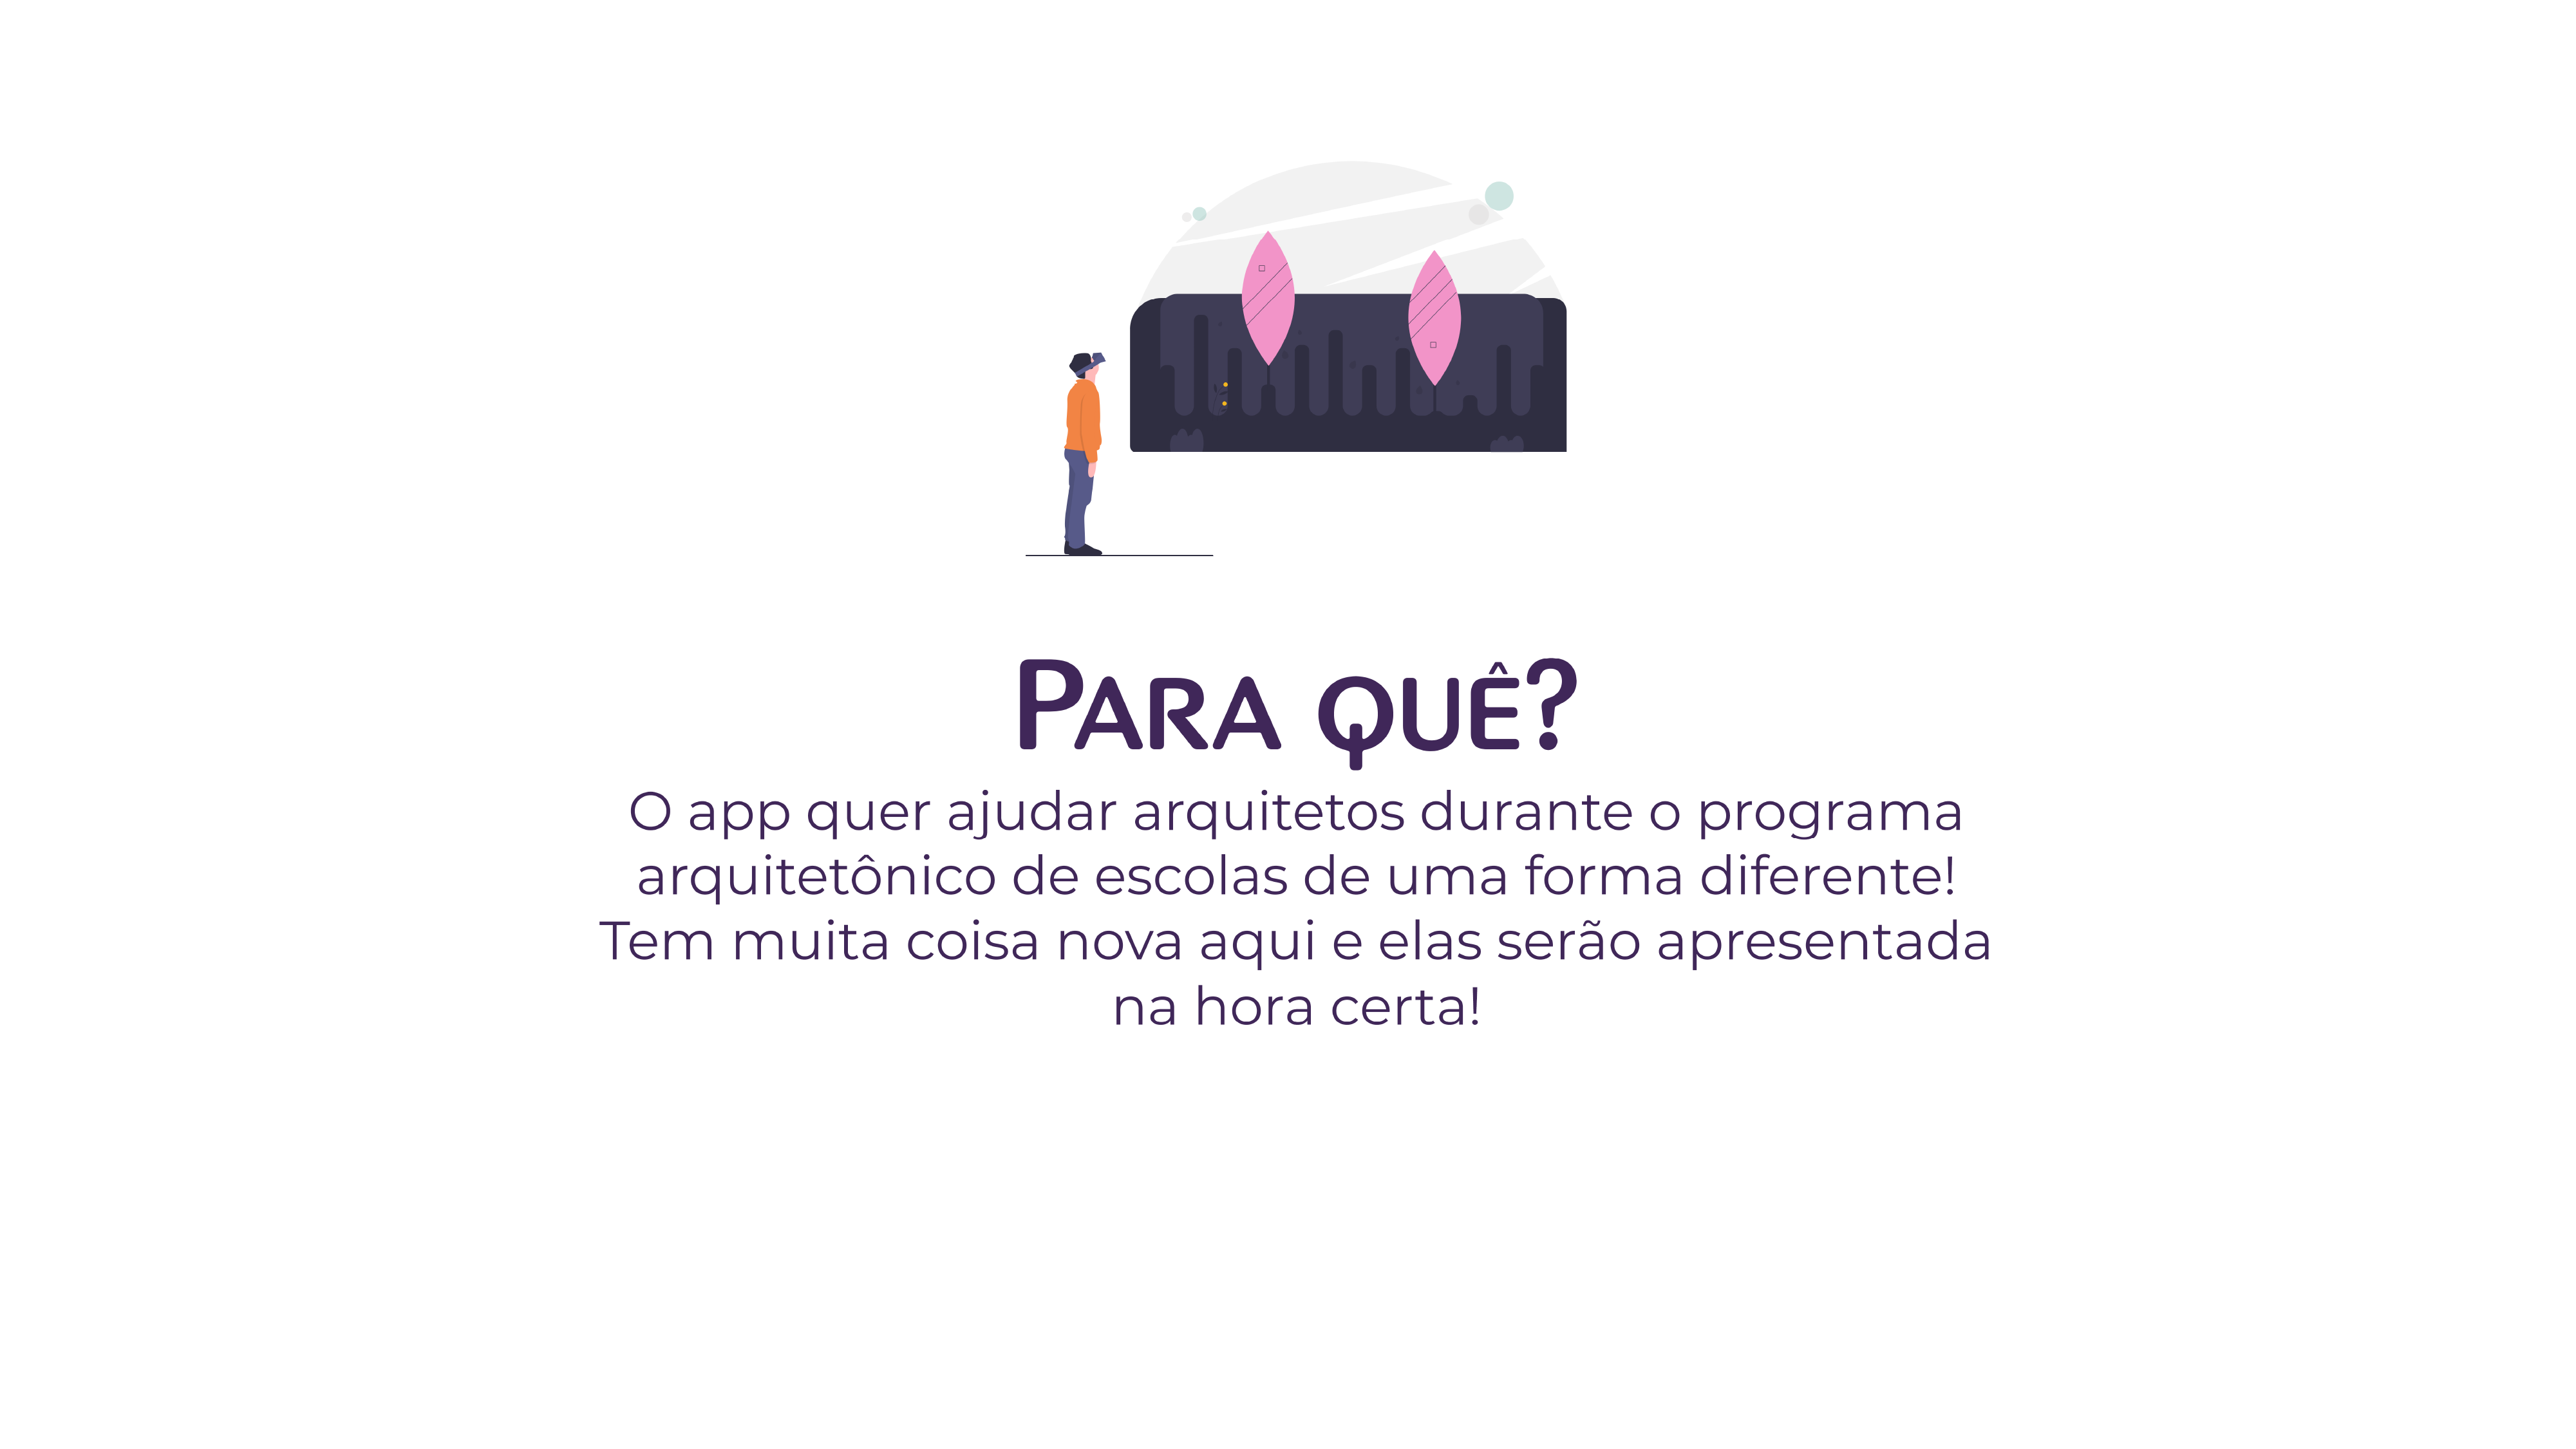 Para quê?
O app quer ajudar arquitetos durante o programa
arquitetônico de escolas de uma forma diferente!
Tem muita coisa nova aqui e elas serão apresentada
na hora certa!